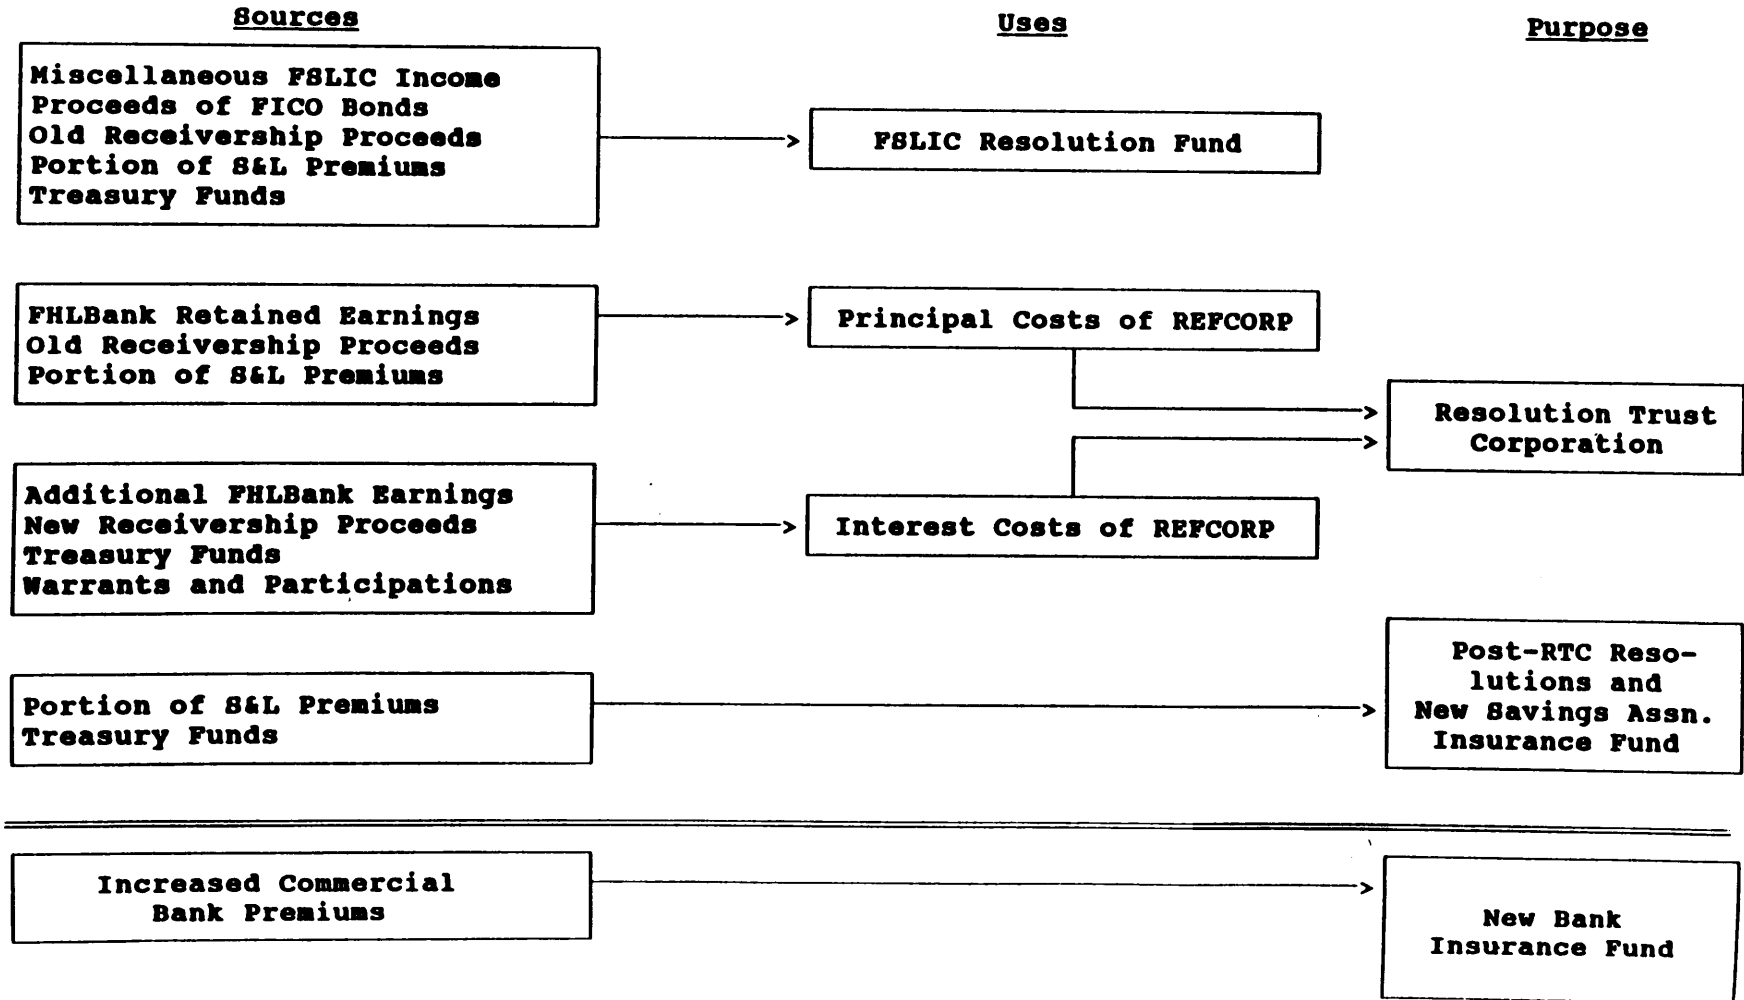 Sources
Uses
Purpose
Miscellaneous FSLIC Income
Proceeds of FICO Bonds
Old Receivership Proceeds
Portion of S&L Premiums
Treasury Funds
FSLIC Resolution Fund
FHLBank Retained Earnings
Old Receivership Proceeds
Portion of S&L Premiums
Principal Costs of REFCORP
Resolution Trust
Corporation
Additional FHLBank Earnings
New Receivership Proceeds
Treasury Funds
Warrants and Participations
Interest Costs of REFCORP
Portion of S&L Premiums
Treasury Funds
Post-RTC Reso-
lutions and
New Savings Assn.
Insurance Fund
Increased Commercial
Bank Premiums
New Bank
Insurance Fund